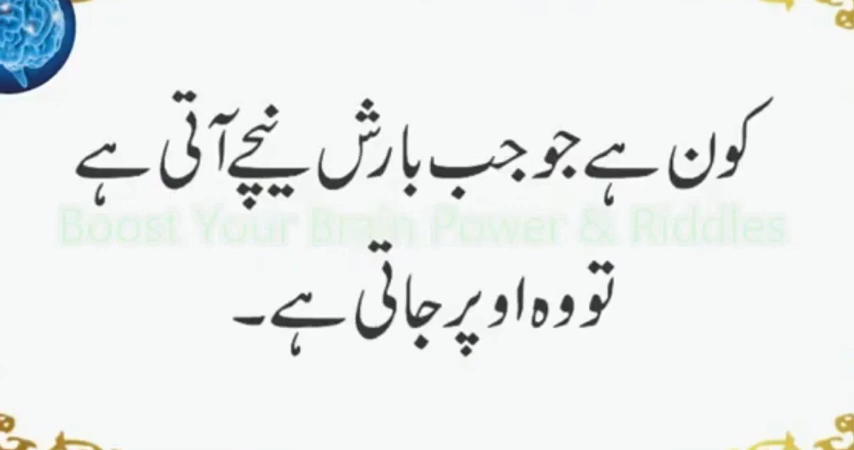 کون ہے جو جب بارش نیچے آتی ہے
Boost Your Brain Power & Riddles
تو وہ اوپر جاتی ہے۔